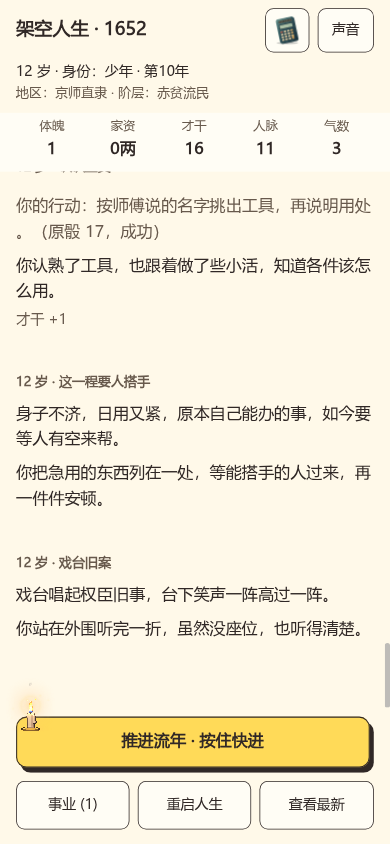 架空人生 · 1652
声音
12 岁 · 身份：少年 · 第10年
地区：京师直隶 · 阶层：赤贫流民
体魄 家资 才干 人脉 气数
1 0两 16 11 3
你的行动：按师傅说的名字挑出工具，再说明用处
。（原骰 17，成功）
你认熟了工具，也跟着做了些小活，知道各件该怎
么用。
才干 +1
12 岁 · 这一程要人搭手
身子不济，日用又紧，原本自己能办的事，如今要
等人有空来帮。
你把急用的东西列在一处，等能搭手的人过来，再
一件件安顿。
12 岁 · 戏台旧案
戏台唱起权臣旧事，台下笑声一阵高过一阵。
你站在外围听完一折，虽然没座位，也听得清楚。
推进流年 · 按住快进
事业 (1)
重启人生
查看最新